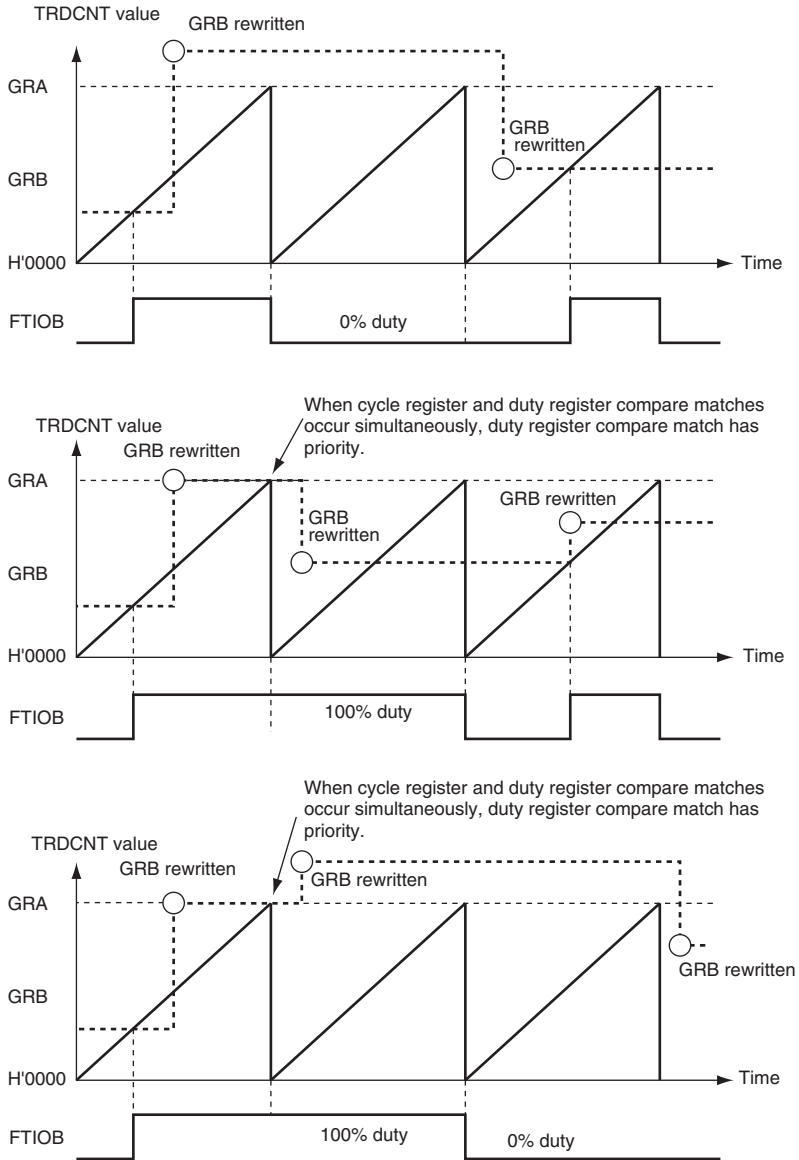 TRDCNT value
GRB rewritten
GRA
GRB
rewritten
GRB
H'0000
Time
FTIOB
0% duty
When cycle register and duty register compare matches
occur simultaneously, duty register compare match has
priority.
TRDCNT value
GRB rewritten
GRA
GRB rewritten
GRB
rewritten
GRB
H'0000
Time
FTIOB
100% duty
When cycle register and duty register compare matches
occur simultaneously, duty register compare match has
priority.
TRDCNT value
GRB rewritten
GRB rewritten
GRA
GRB rewritten
GRB
H'0000
Time
FTIOB
100% duty
0% duty